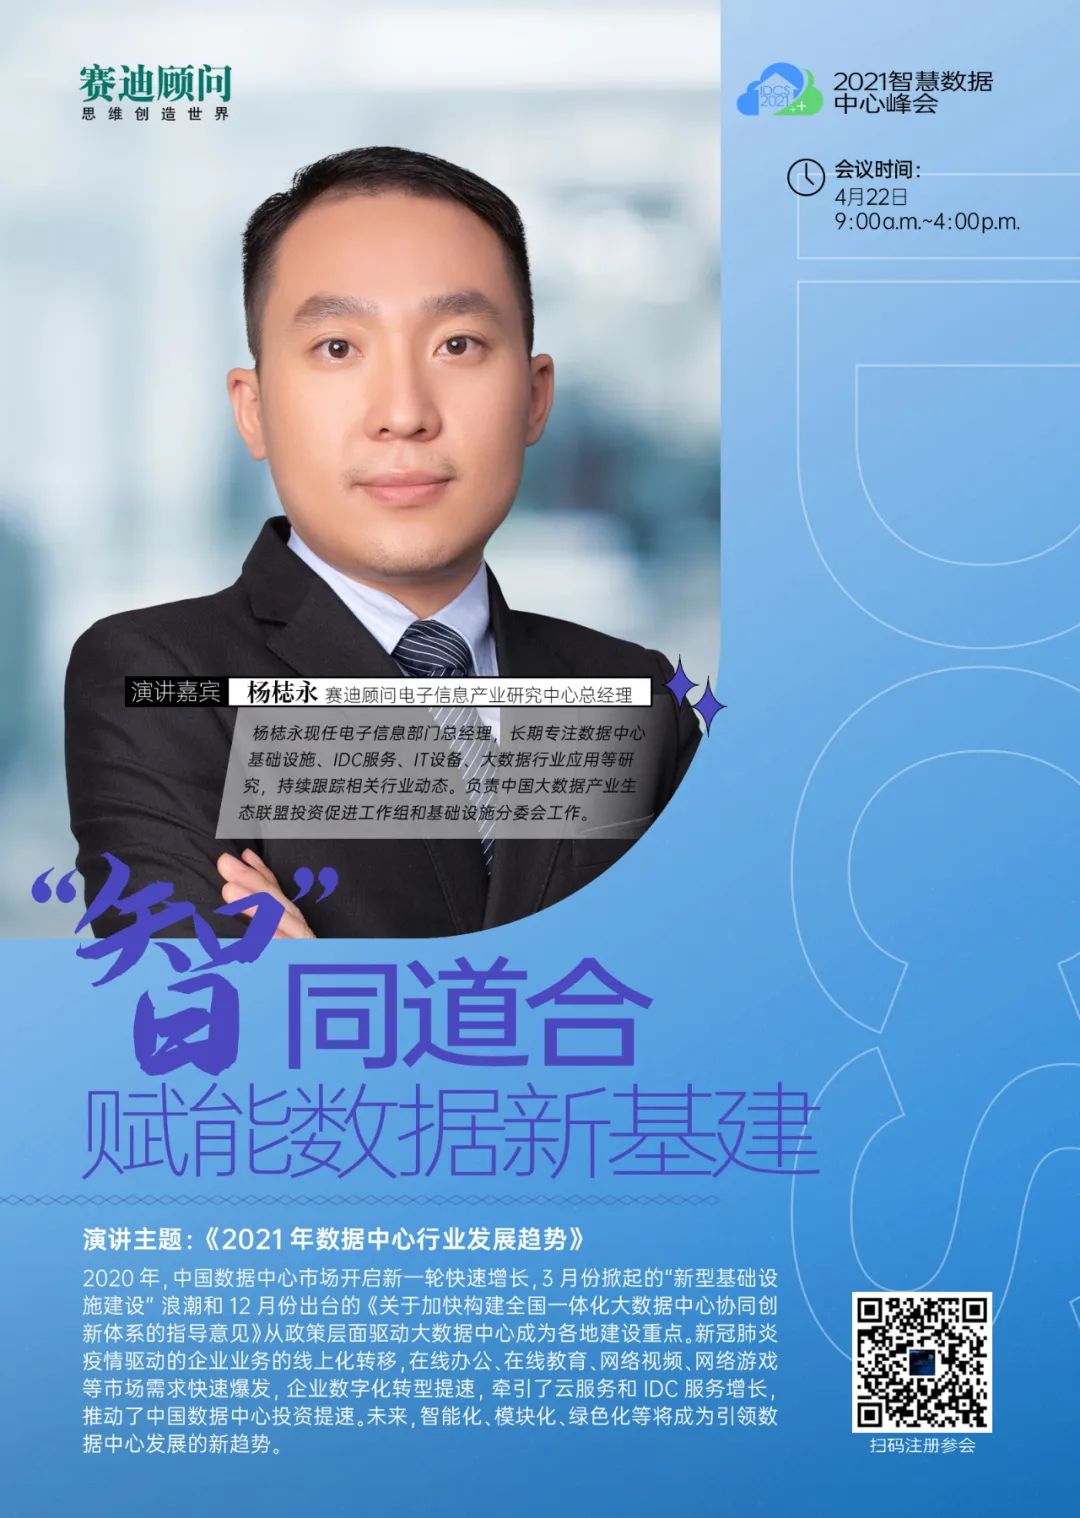 赛迪顾问
思维创造世界
IDCS
2021
2021智慧数据
中心峰会
会议时间：
4月22日
9:00a.m.~4:00p.m.
IDCS
演讲嘉宾 杨梽永 赛迪顾问电子信息产业研究中心总经理
杨梽永现任电子信息部门总经理，长期专注数据中心
基础设施、IDC服务、IT设备、大数据行业应用等研
究，持续跟踪相关行业动态。负责中国大数据产业生
态联盟投资促进工作组和基础设施分委会工作。
“智”同道合
赋能数据新基建
演讲主题：《2021年数据中心行业发展趋势》
2020 年，中国数据中心市场开启新一轮快速增长，3 月份掀起的“新型基础设
施建设” 浪潮和 12 月份出台的《关于加快构建全国一体化大数据中心协同创
新体系的指导意见》从政策层面驱动大数据中心成为各地建设重点。新冠肺炎
疫情驱动的企业业务的线上化转移，在线办公、在线教育、网络视频、网络游戏
等市场需求快速爆发，企业数字化转型提速，牵引了云服务和 IDC 服务增长，
推动了中国数据中心投资提速。未来，智能化、模块化、绿色化等将成为引领数
据中心发展的新趋势。
扫码注册参会